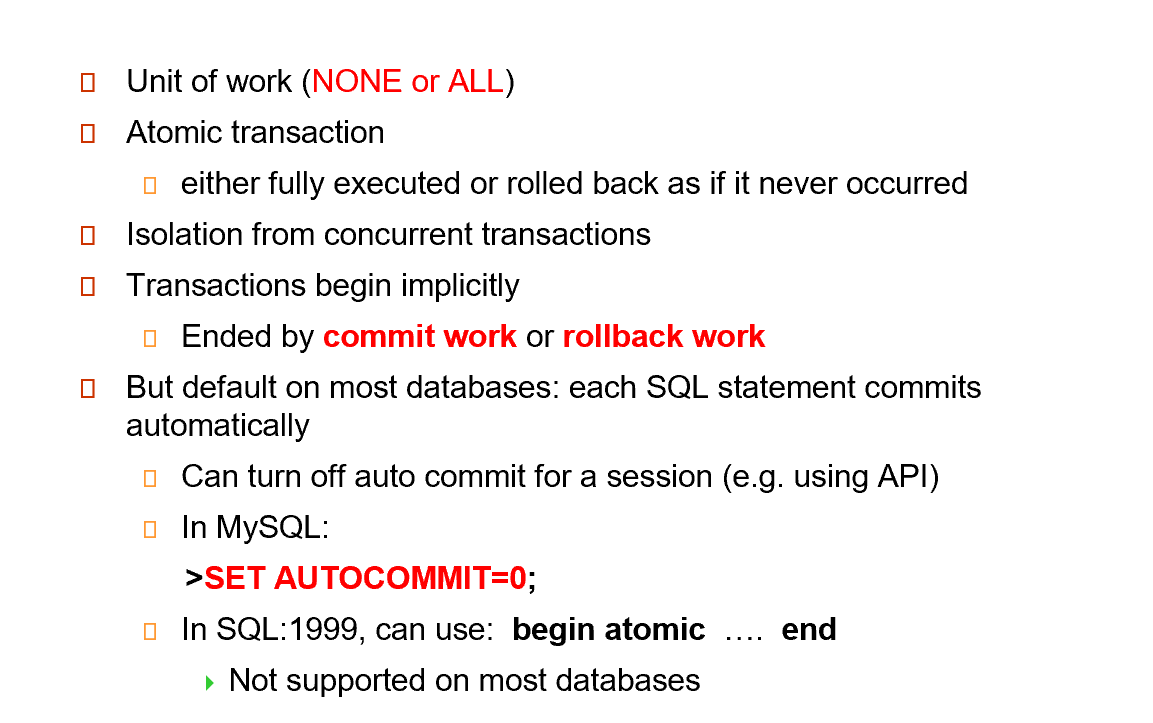 Unit of work (NONE or ALL)
Atomic transaction
either fully executed or rolled back as if it never occurred
Isolation from concurrent transactions
Transactions begin implicitly
Ended by commit work or rollback work
But default on most databases: each SQL statement commits
automatically
Can turn off auto commit for a session (e.g. using API)
In MySQL:
>SET AUTOCOMMIT=0;
In SQL:1999, can use: begin atomic …. end
Not supported on most databases